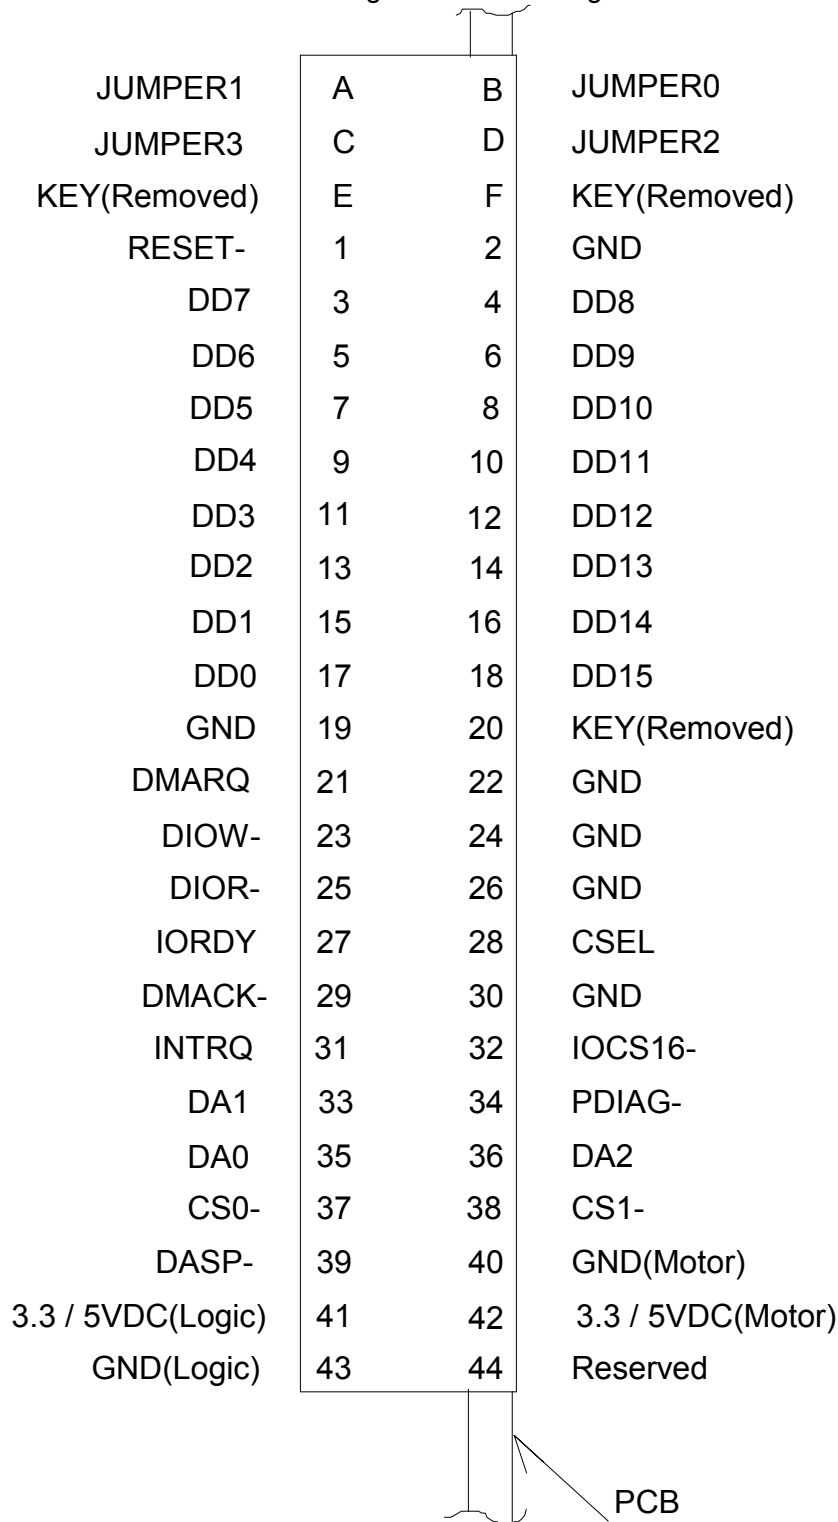 JUMPER1 A B JUMPER0
JUMPER3 C D JUMPER2
KEY(Removed) E F KEY(Removed)
RESET- 1 2 GND
DD7 3 4 DD8
DD6 5 6 DD9
DD5 7 8 DD10
DD4 9 10 DD11
DD3 11 12 DD12
DD2 13 14 DD13
DD1 15 16 DD14
DD0 17 18 DD15
GND 19 20 KEY(Removed)
DMARQ 21 22 GND
DIOW- 23 24 GND
DIOR- 25 26 GND
IORDY 27 28 CSEL
DMACK- 29 30 GND
INTRQ 31 32 IOCS16-
DA1 33 34 PDIAG-
DA0 35 36 DA2
CS0- 37 38 CS1-
DASP- 39 40 GND(Motor)
3.3 / 5VDC(Logic) 41 42 3.3 / 5VDC(Motor)
GND(Logic) 43 44 Reserved
PCB